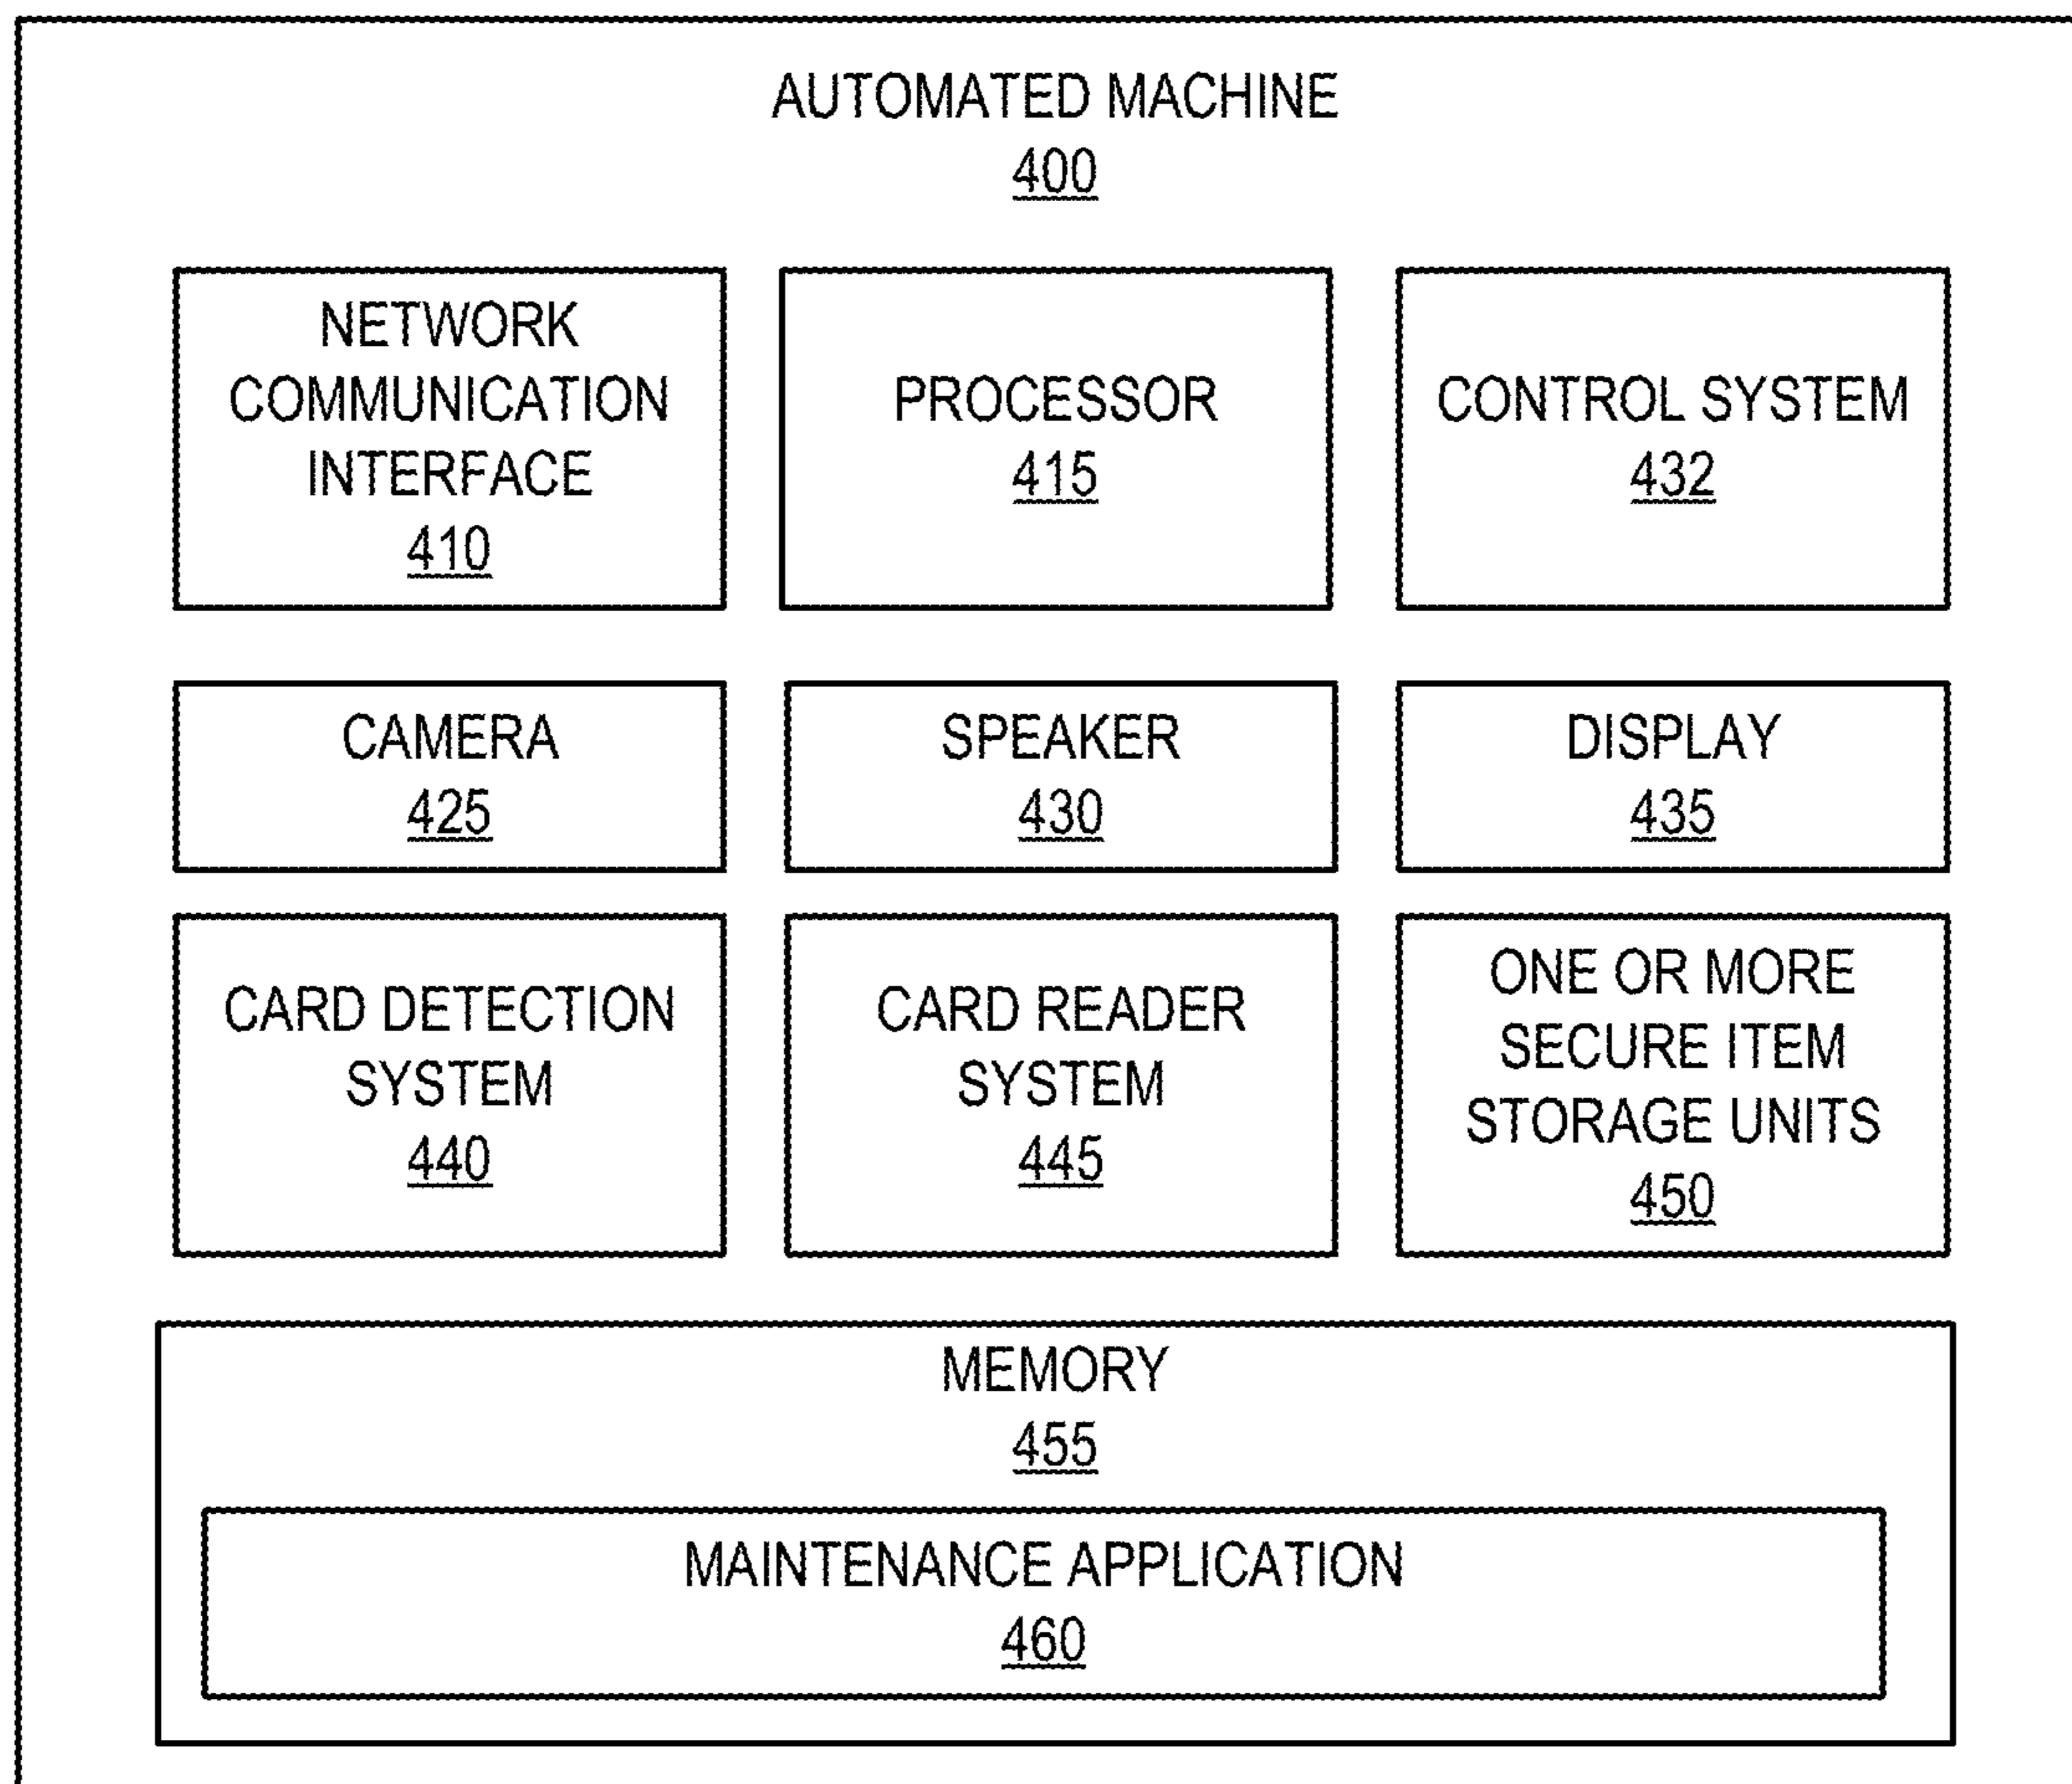 AUTOMATED MACHINE
400
NETWORK
COMMUNICATION
INTERFACE
410
PROCESSOR
415
CONTROL SYSTEM
432
CAMERA
425
SPEAKER
430
DISPLAY
435
CARD DETECTION
SYSTEM
440
CARD READER
SYSTEM
445
ONE OR MORE
SECURE ITEM
STORAGE UNITS
450
MEMORY
455
MAINTENANCE APPLICATION
460